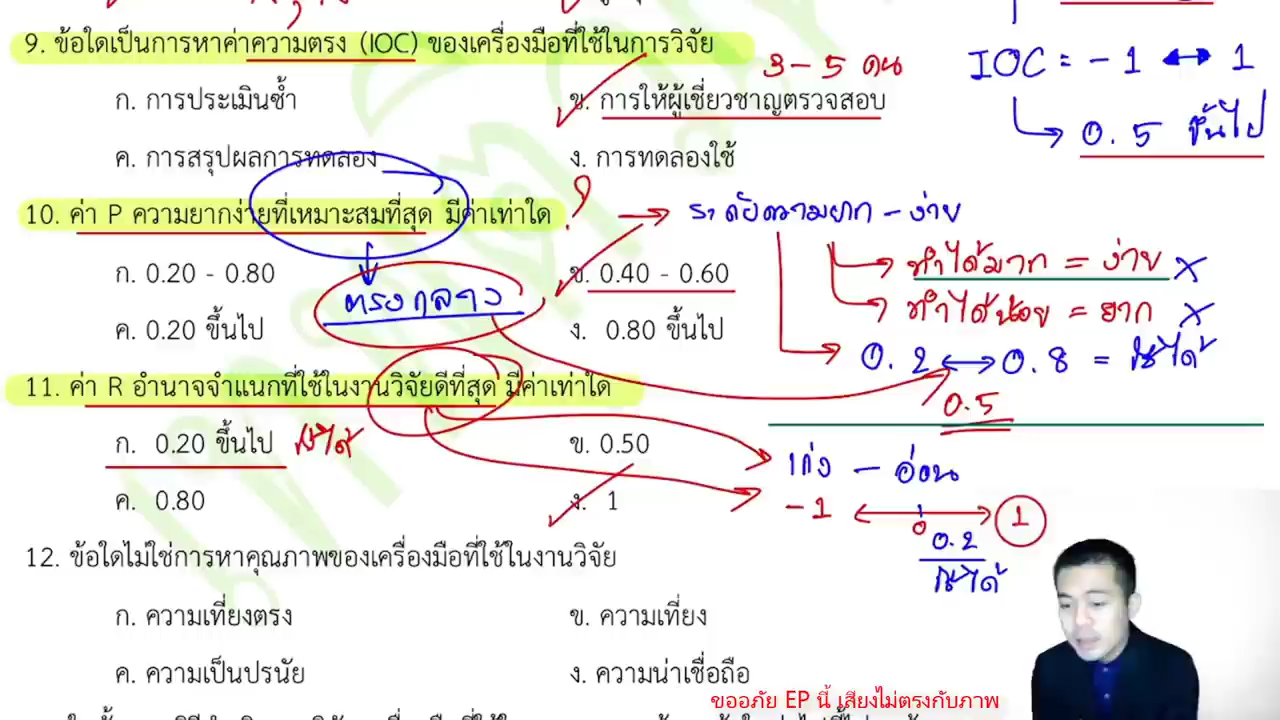 9. ข้อใดเป็นการหาค่าความตรง (IOC) ของเครื่องมือที่ใช้ในการวิจัย
3 - 5 คน
IOC = - 1 ↔ 1
ก. การประเมินซ้ำ
ข. การให้ผู้เชี่ยวชาญตรวจสอบ
0.5 ขึ้นไป
ค. การสรุปผลการทดลอง
ง. การทดลองใช้
10. ค่า P ความยากง่ายที่เหมาะสมที่สุด มีค่าเท่าใด ?
ระดับความยาก - ง่าย
ก. 0.20 - 0.80
ข. 0.40 - 0.60
ทำได้มาก = ง่าย X
ตรงกลาง
ทำได้น้อย = ยาก X
ค. 0.20 ขึ้นไป
ง. 0.80 ขึ้นไป
0.2 ↔ 0.8 = ใช้ได้
0.5
11. ค่า R อำนาจจำแนกที่ใช้ในงานวิจัยดีที่สุด มีค่าเท่าใด
ก. 0.20 ขึ้นไป ใช้ได้
ข. 0.50
เก่ง - อ่อน
ค. 0.80
ง. 1
-1 ↔ 1
0
0.2
ใช้ได้
12. ข้อใดไม่ใช่การหาคุณภาพของเครื่องมือที่ใช้ในงานวิจัย
ก. ความเที่ยงตรง
ข. ความเที่ยง
ค. ความเป็นปรนัย
ง. ความน่าเชื่อถือ
ขออภัย EP นี้ เสียงไม่ตรงกับภาพ